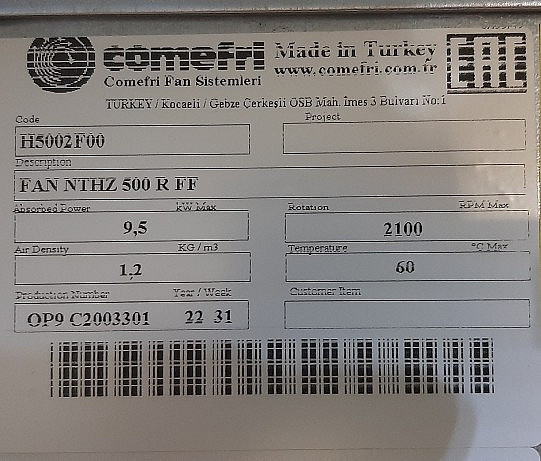 comefri Made in Turkey EAC
Comefri Fan Sistemleri www.comefri.com.tr
TURKEY / Kocaeli / Gebze Çerkeşli OSB Mah. İmes 3 Bulvarı No:1
Code Project
H5002F00
Description
FAN NTHZ 500 R FF
Absorbed Power kW Max Rotation RPM Max
9,5 2100
Air Density KG / m3 Temperature °C Max
1,2 60
Production Number Year / Week Customer Item
OP9 C2003301 22 31